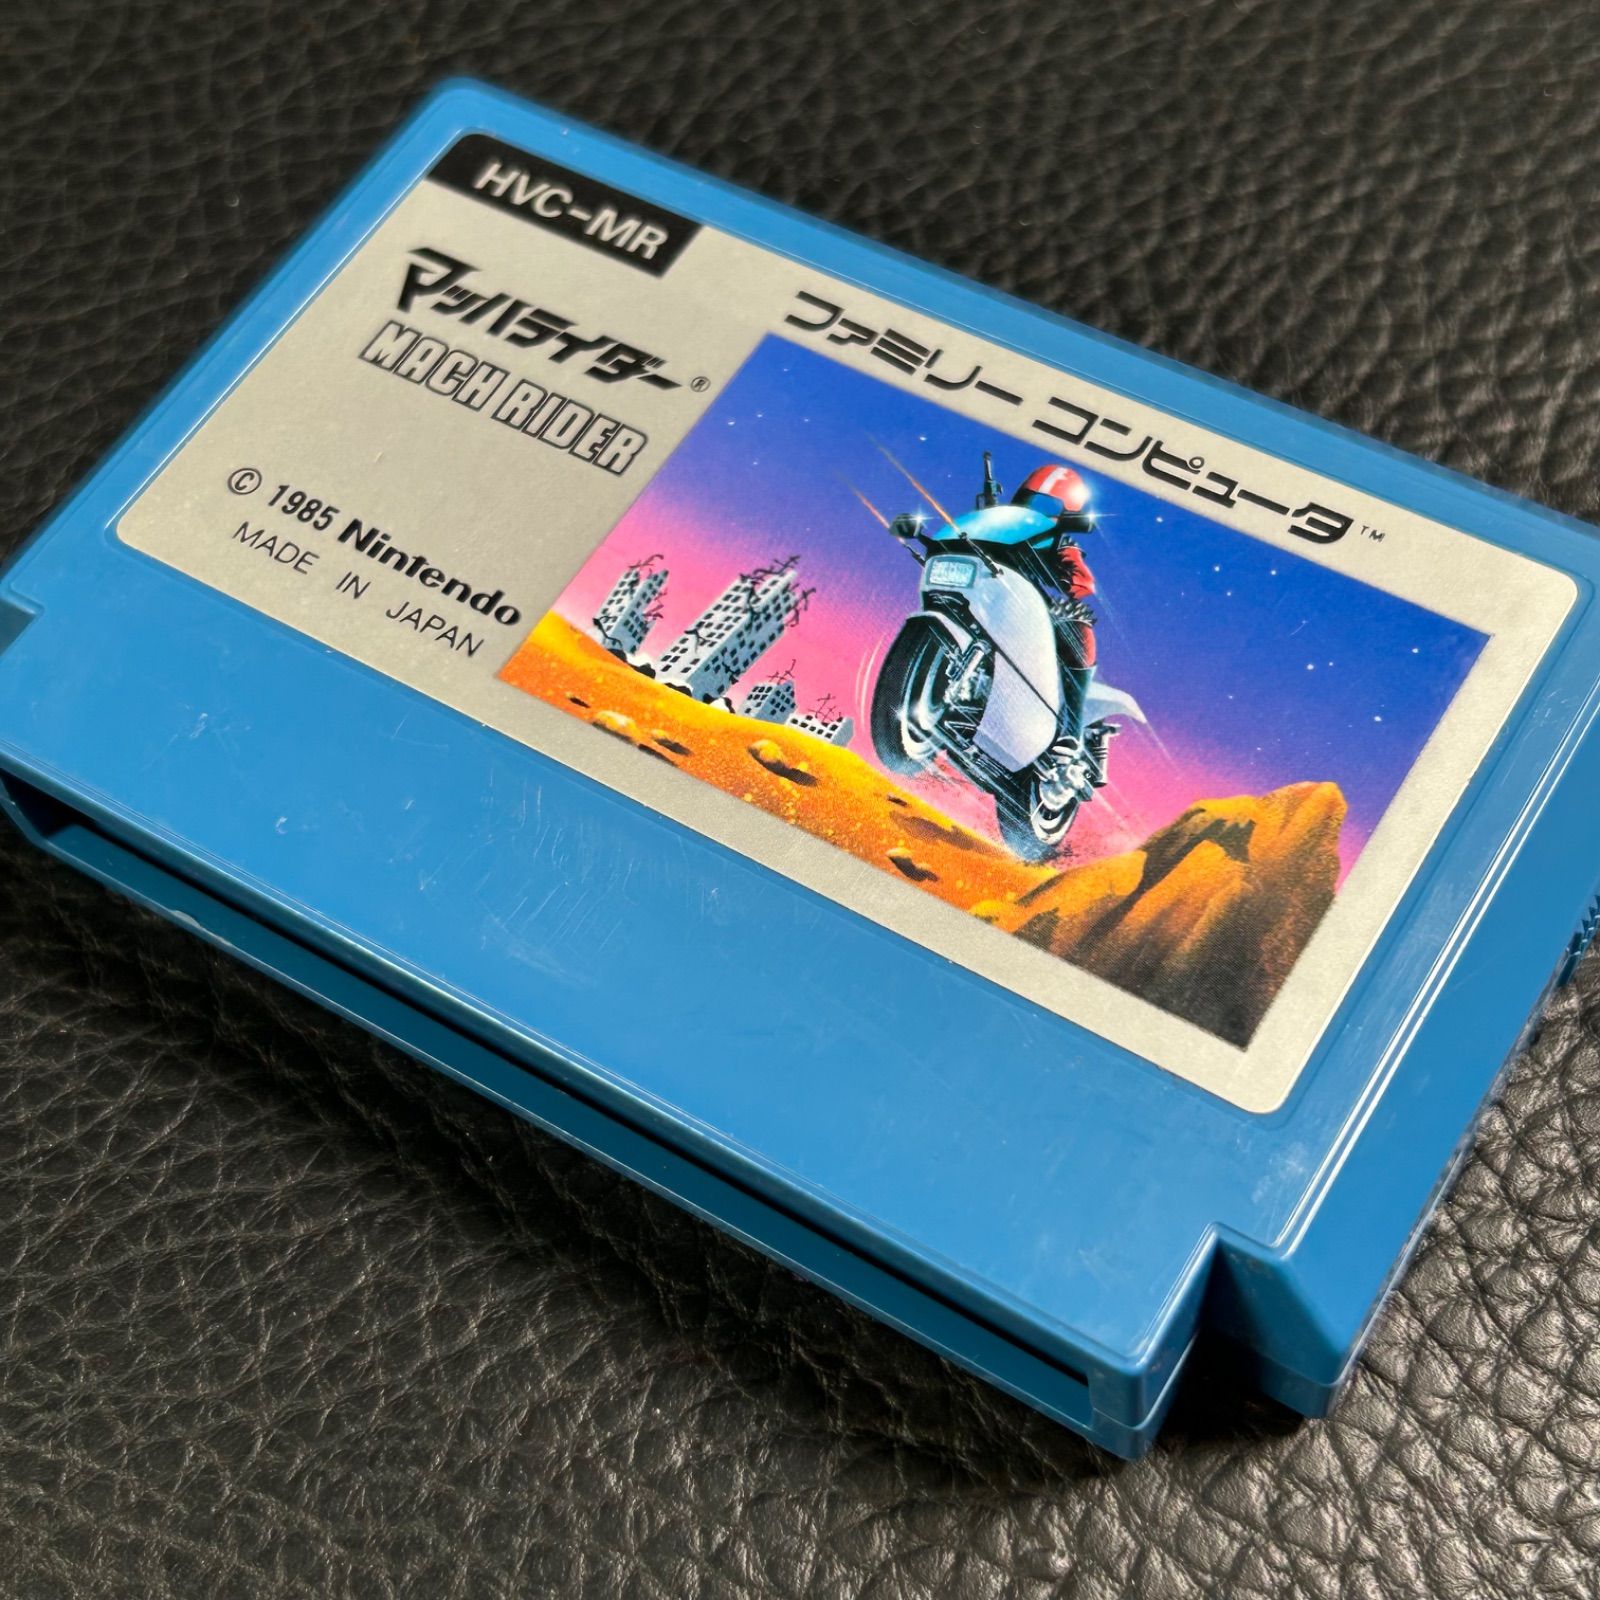 HVC-MR
マッハライダー®
MACH RIDER
© 1985 Nintendo
MADE IN JAPAN
ファミリー コンピュータ™